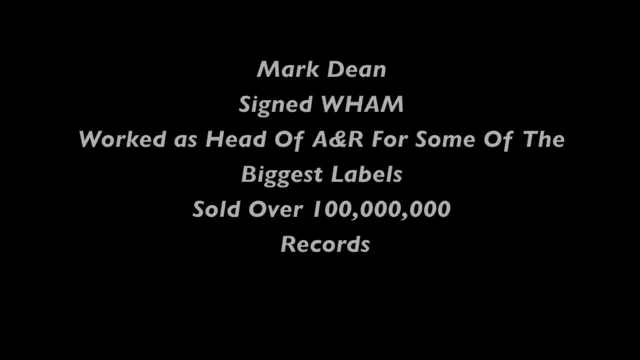 Mark Dean
Signed WHAM
Worked as Head Of A&R For Some Of The
Biggest Labels
Sold Over 100,000,000
Records